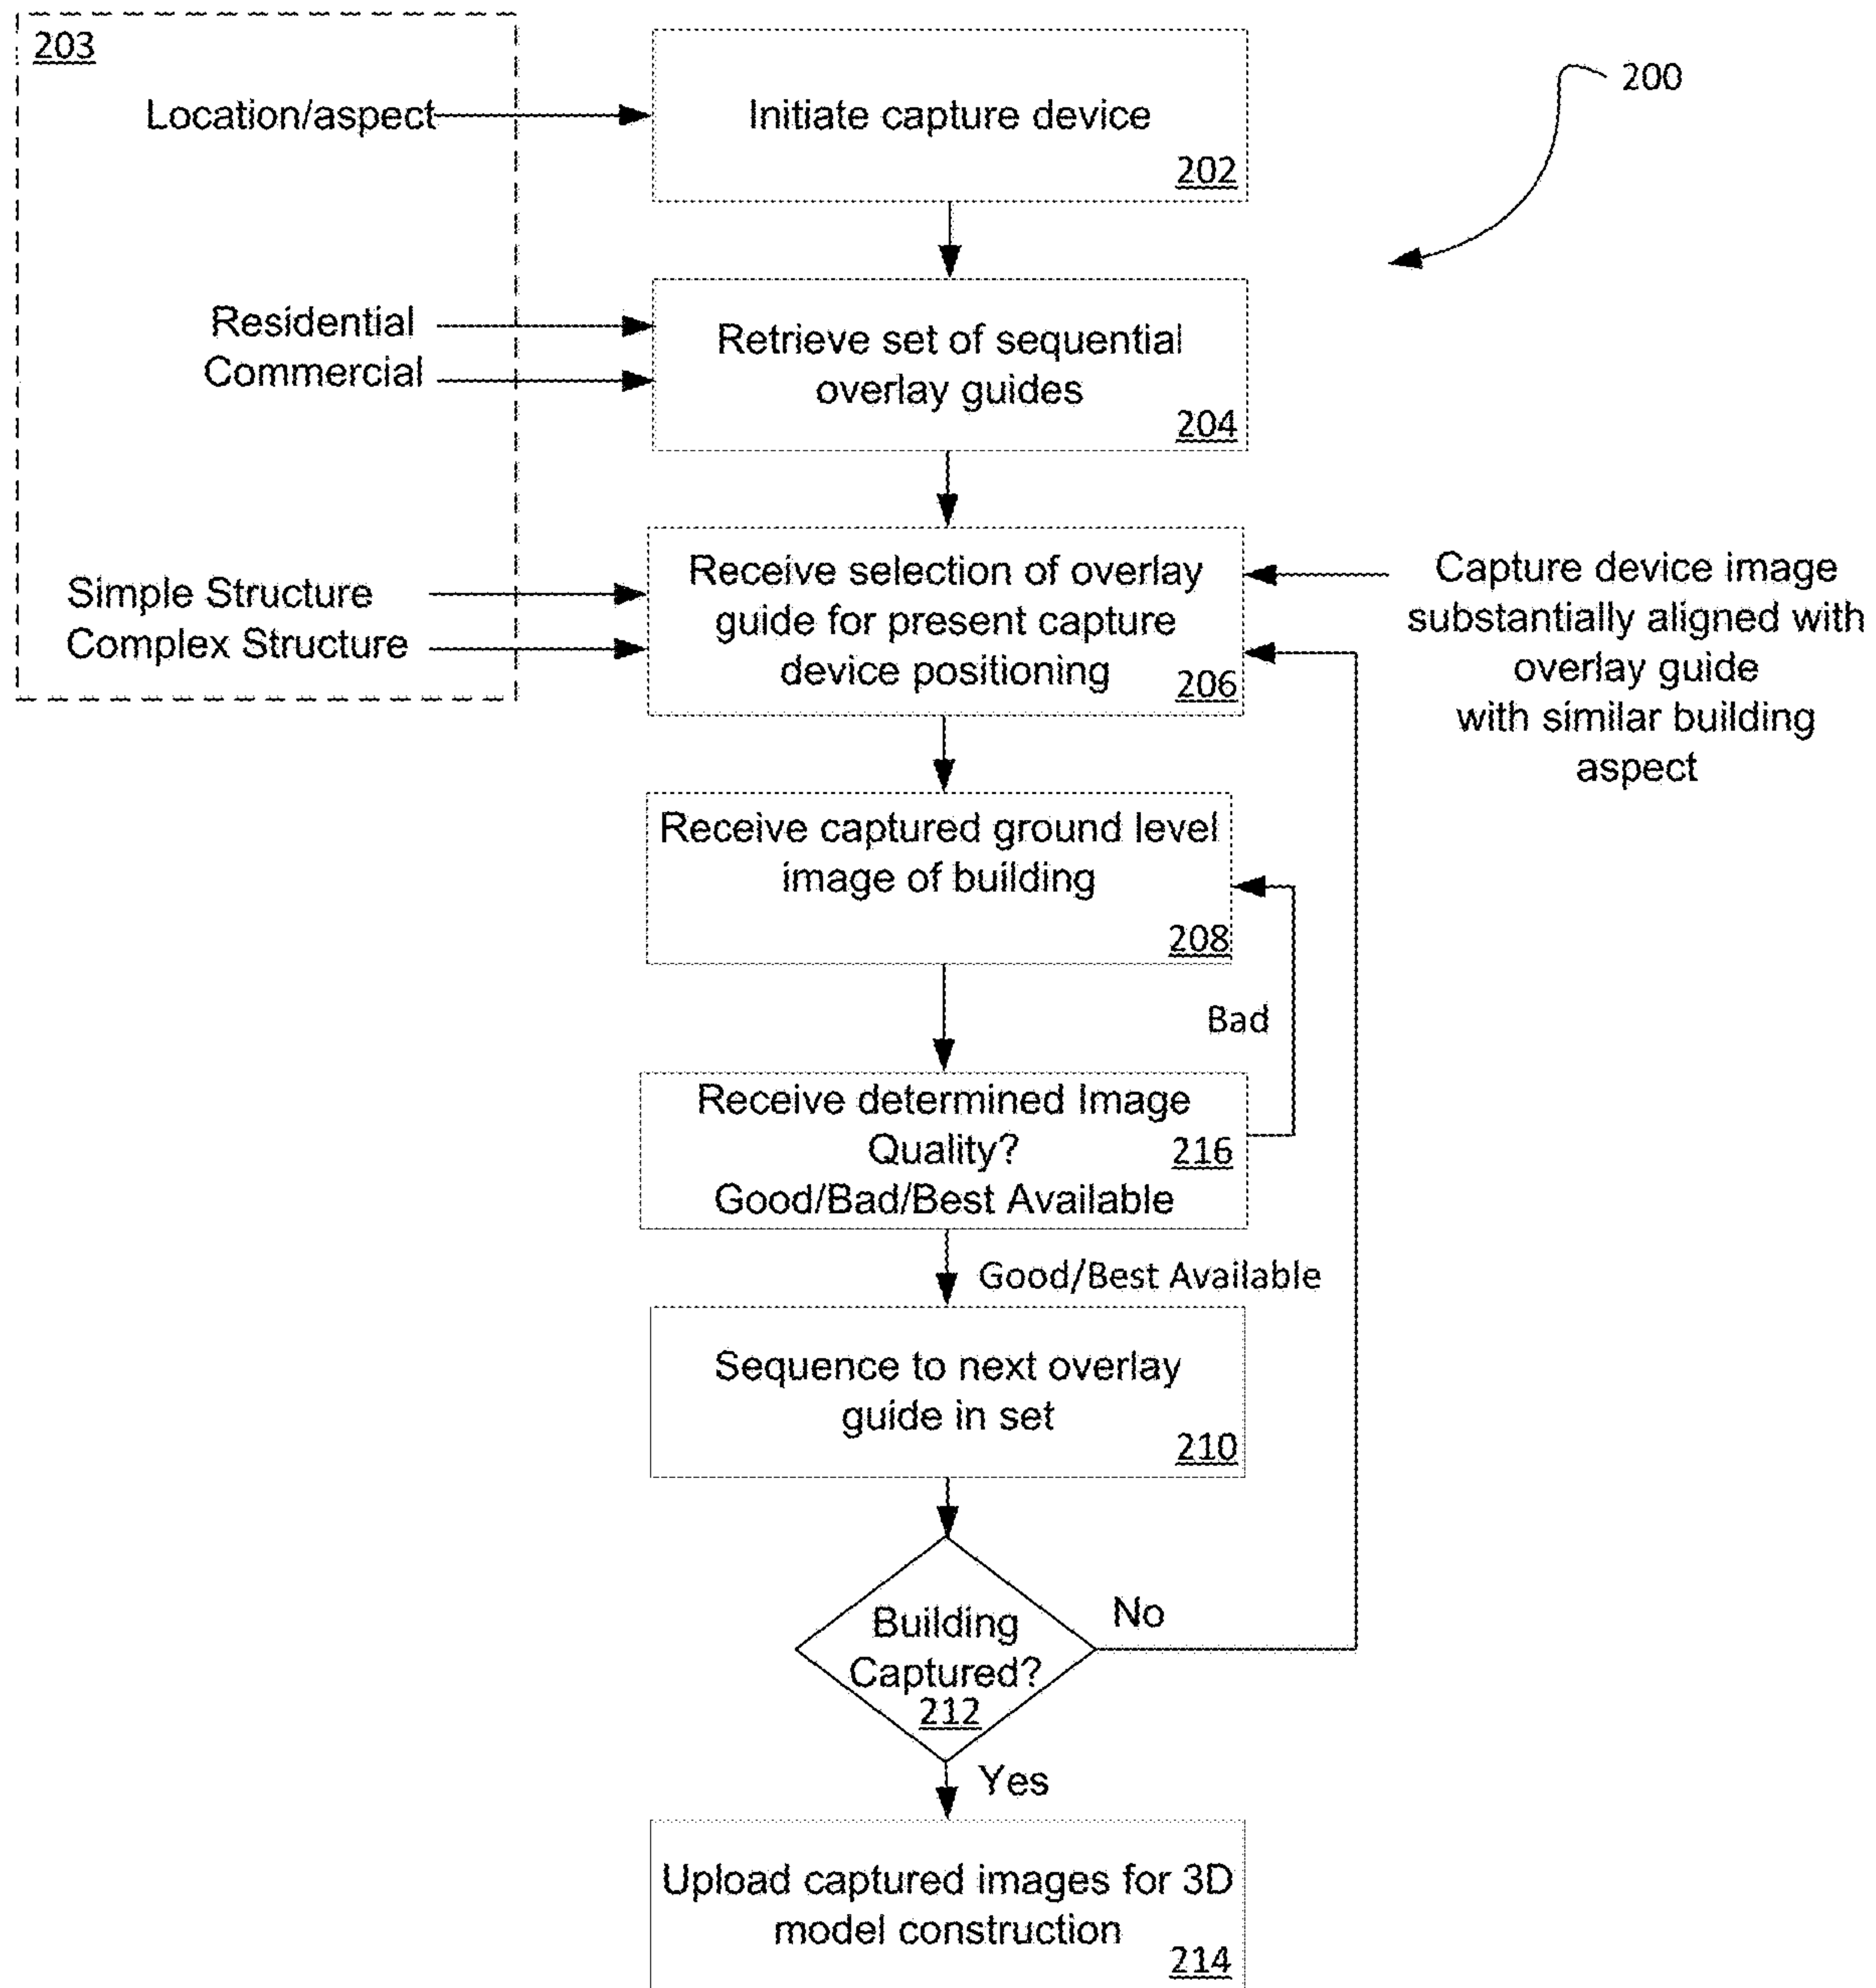 203
Location/aspect
Initiate capture device
202
200
Residential
Commercial
Retrieve set of sequential
overlay guides
204
Simple Structure
Complex Structure
Receive selection of overlay
guide for present capture
device positioning
206
Capture device image
substantially aligned with
overlay guide
with similar building
aspect
Receive captured ground level
image of building
208
Bad
Receive determined Image
Quality?
216
Good/Bad/Best Available
Good/Best Available
Sequence to next overlay
guide in set
210
Building
Captured?
212
No
Yes
Upload captured images for 3D
model construction
214